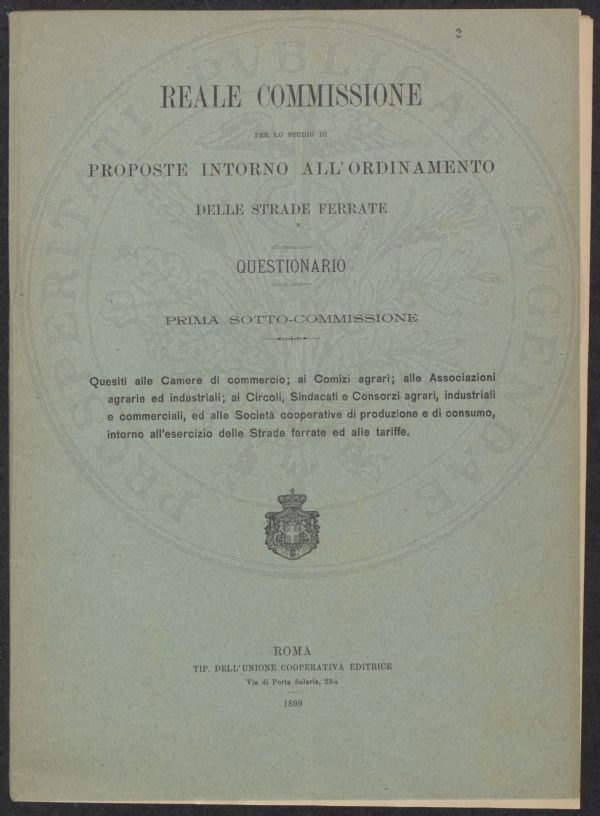 2
REALE COMMISSIONE
PER LO STUDIO DI
PROPOSTE INTORNO ALL'ORDINAMENTO
DELLE STRADE FERRATE
QUESTIONARIO
PRIMA SOTTO-COMMISSIONE
Quesiti alle Camere di commercio; ai Comizi agrari; alle Associazioni
agrarie ed industriali; ai Circoli, Sindacati e Consorzi agrari, industriali
e commerciali, ed alle Società cooperative di produzione e di consumo,
intorno all'esercizio delle Strade ferrate ed alle tariffe.
ROMA
TIP. DELL'UNIONE COOPERATIVA EDITRICE
Via di Porta Salaria, 23-A
1899
PROSPERITATI PVBLICAE AVGENDAE